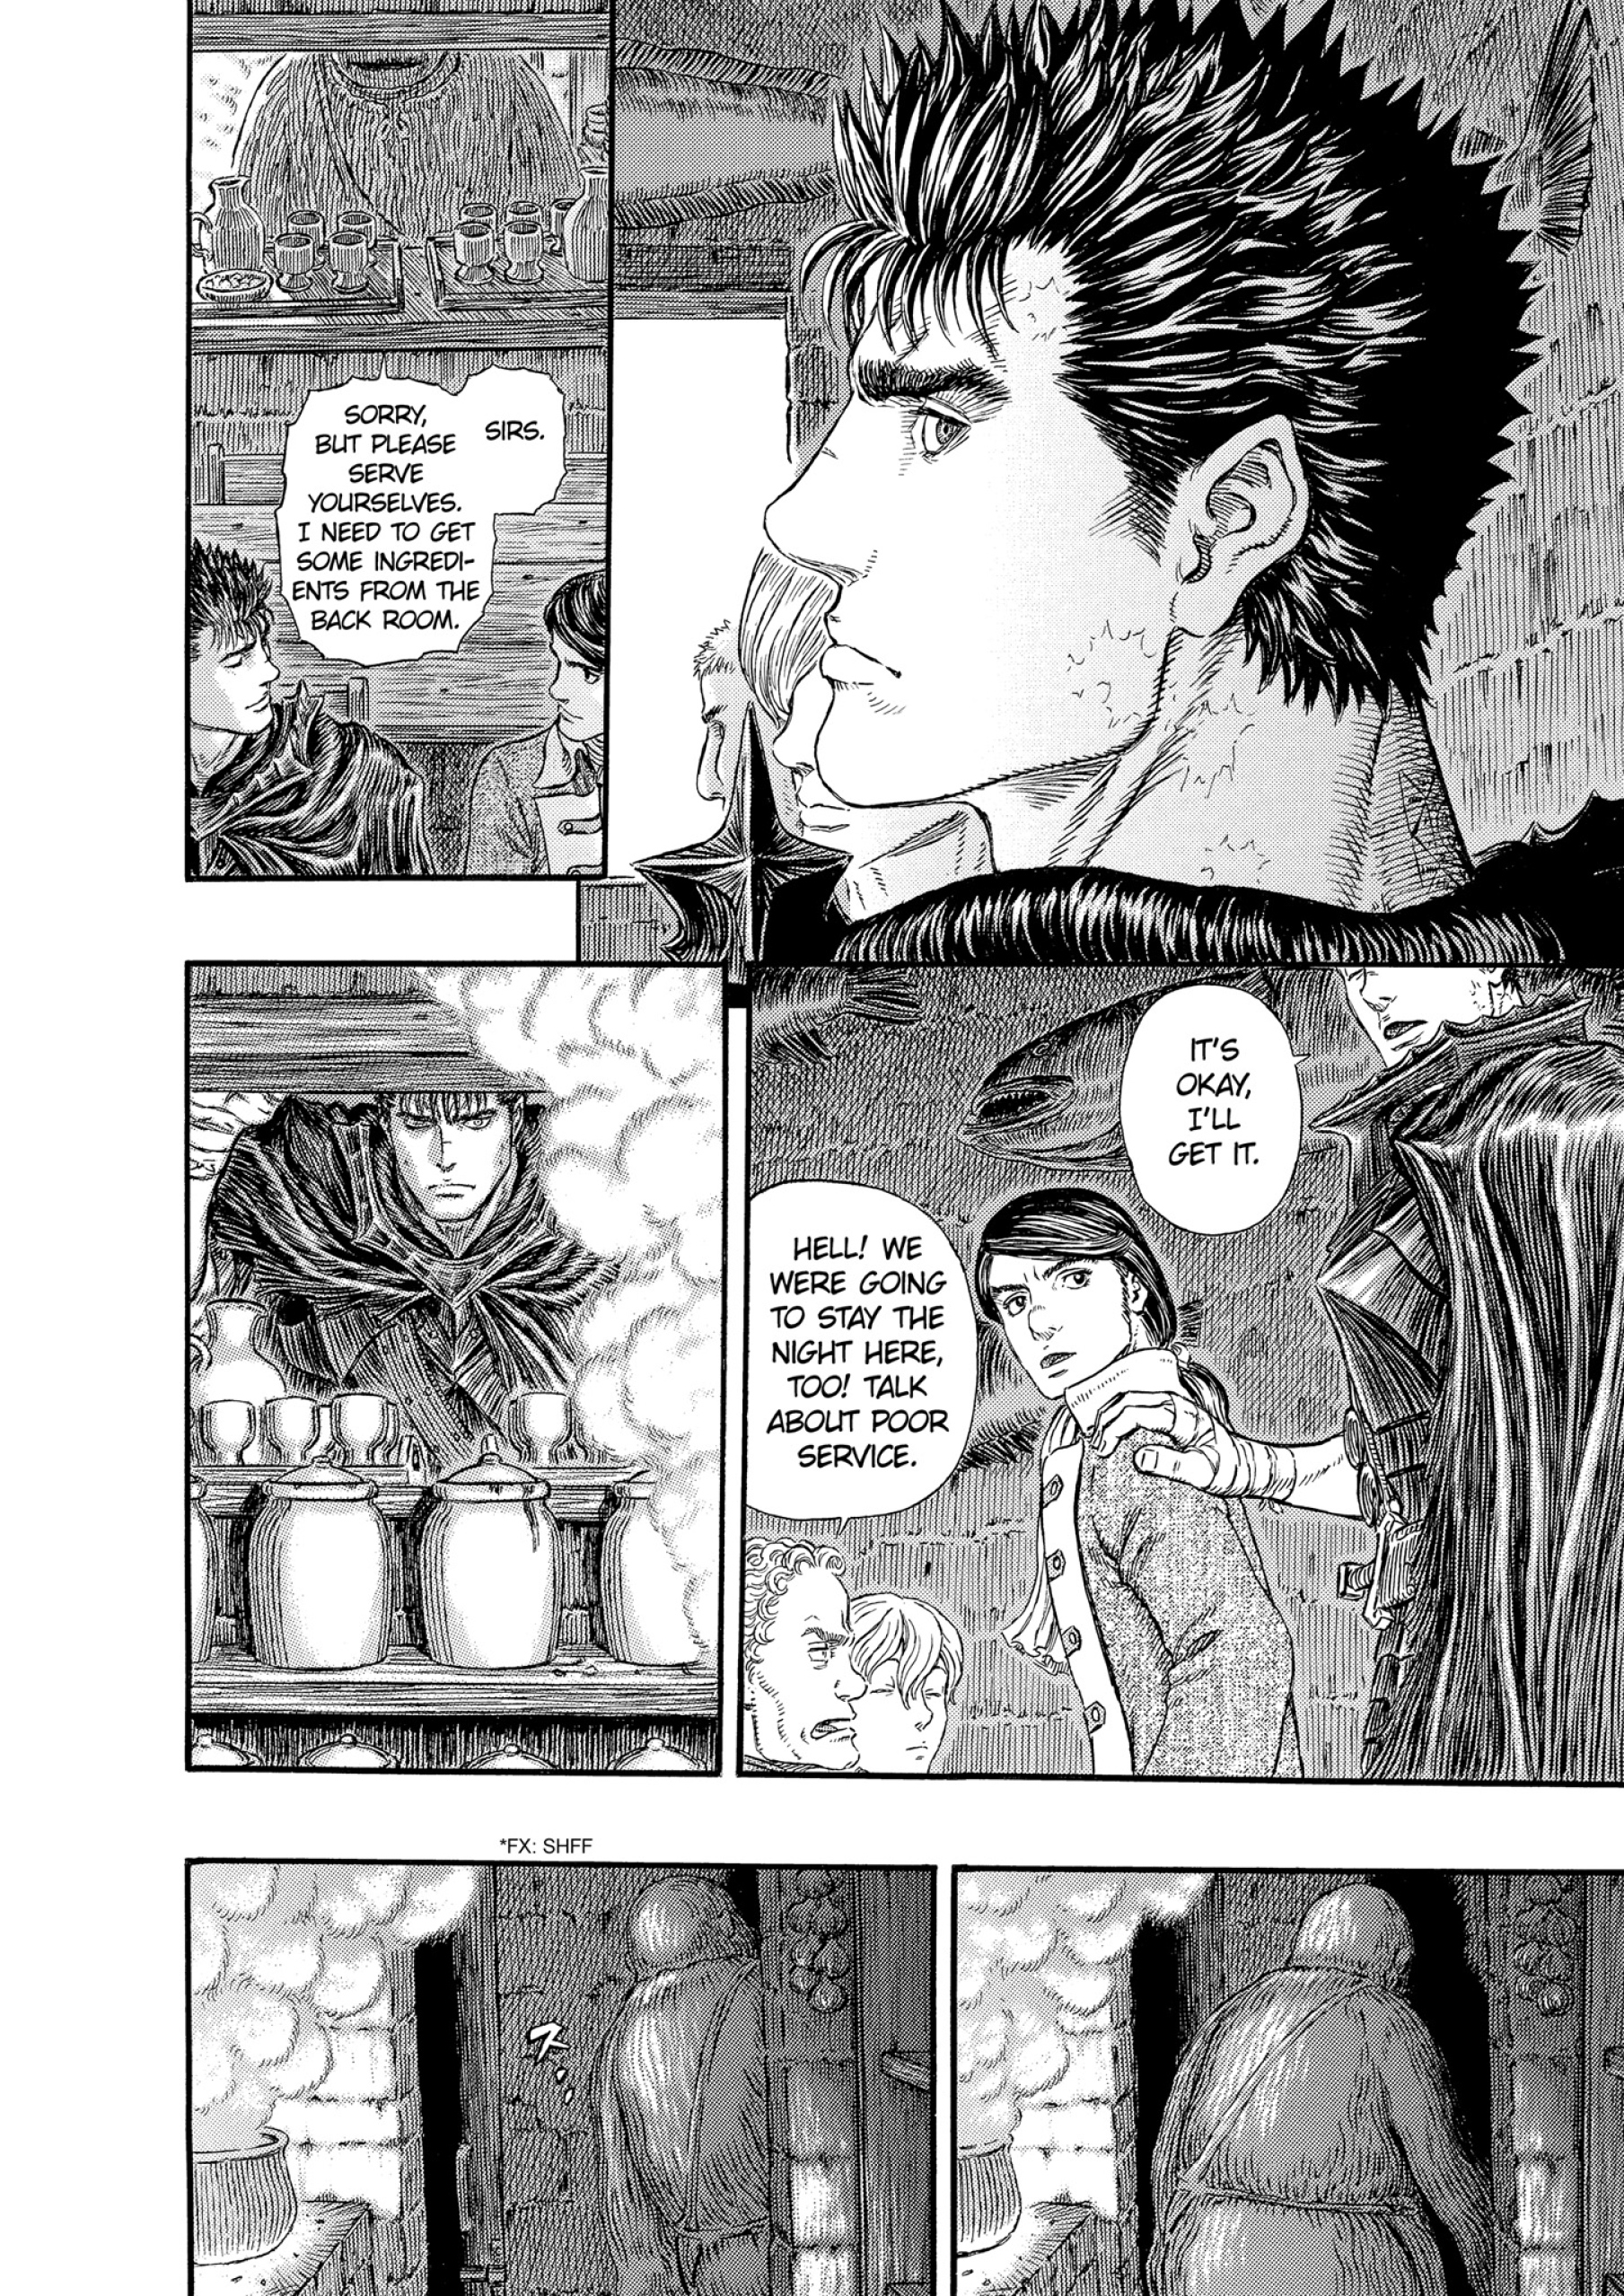 SIRS.
SORRY,
BUT PLEASE
SERVE
YOURSELVES.
I NEED TO GET
SOME INGREDI-
ENTS FROM THE
BACK ROOM.
IT'S
OKAY,
I'LL
GET IT.
HELL! WE
WERE GOING
TO STAY THE
NIGHT HERE,
TOO! TALK
ABOUT POOR
SERVICE.
*FX: SHFF
ス…